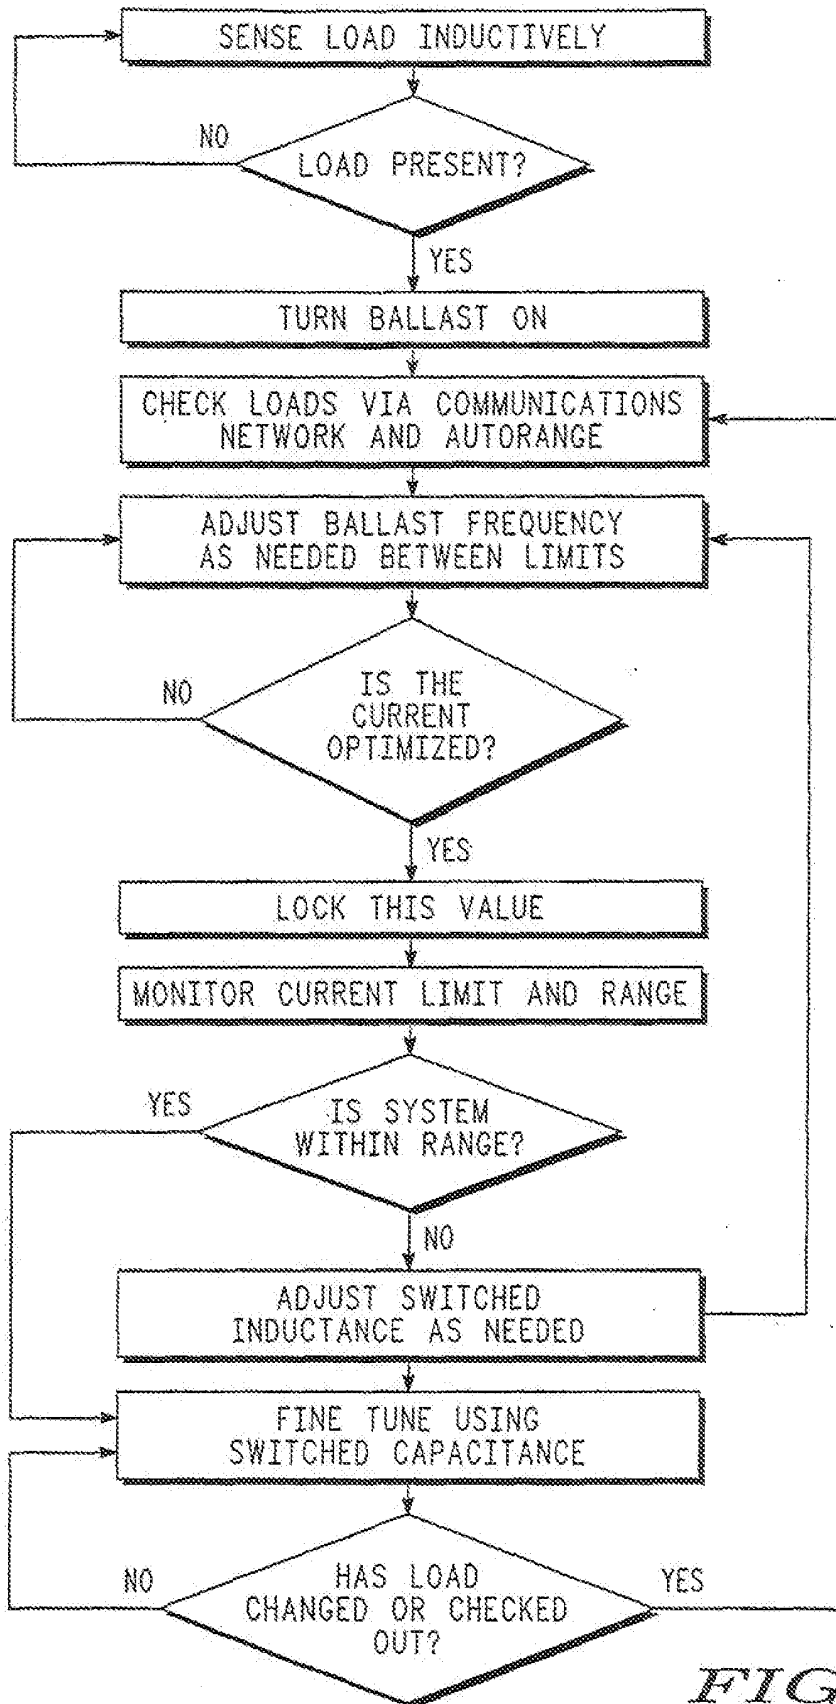 SENSE LOAD INDUCTIVELY
NO
LOAD PRESENT?
YES
TURN BALLAST ON
CHECK LOADS VIA COMMUNICATIONS
NETWORK AND AUTORANGE
ADJUST BALLAST FREQUENCY
AS NEEDED BETWEEN LIMITS
NO
IS THE
CURRENT
OPTIMIZED?
YES
LOCK THIS VALUE
MONITOR CURRENT LIMIT AND RANGE
YES
IS SYSTEM
WITHIN RANGE?
NO
ADJUST SWITCHED
INDUCTANCE AS NEEDED
FINE TUNE USING
SWITCHED CAPACITANCE
NO
HAS LOAD
CHANGED OR CHECKED
OUT?
YES
FIG